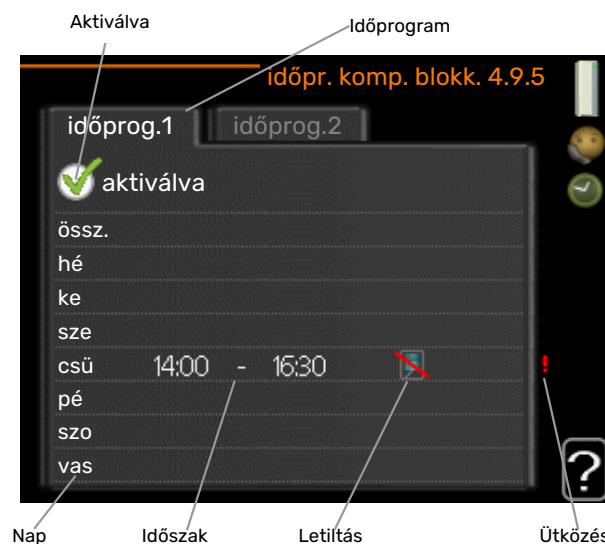 Aktiválva
Időprogram
időpr. komp. blokk. 4.9.5
időprog.1
időprog.2
aktiválva
össz.
hé
ke
sze
csü 14:00 - 16:30 !
pé
szo
vas
?
Nap
Időszak
Letiltás
Ütközés